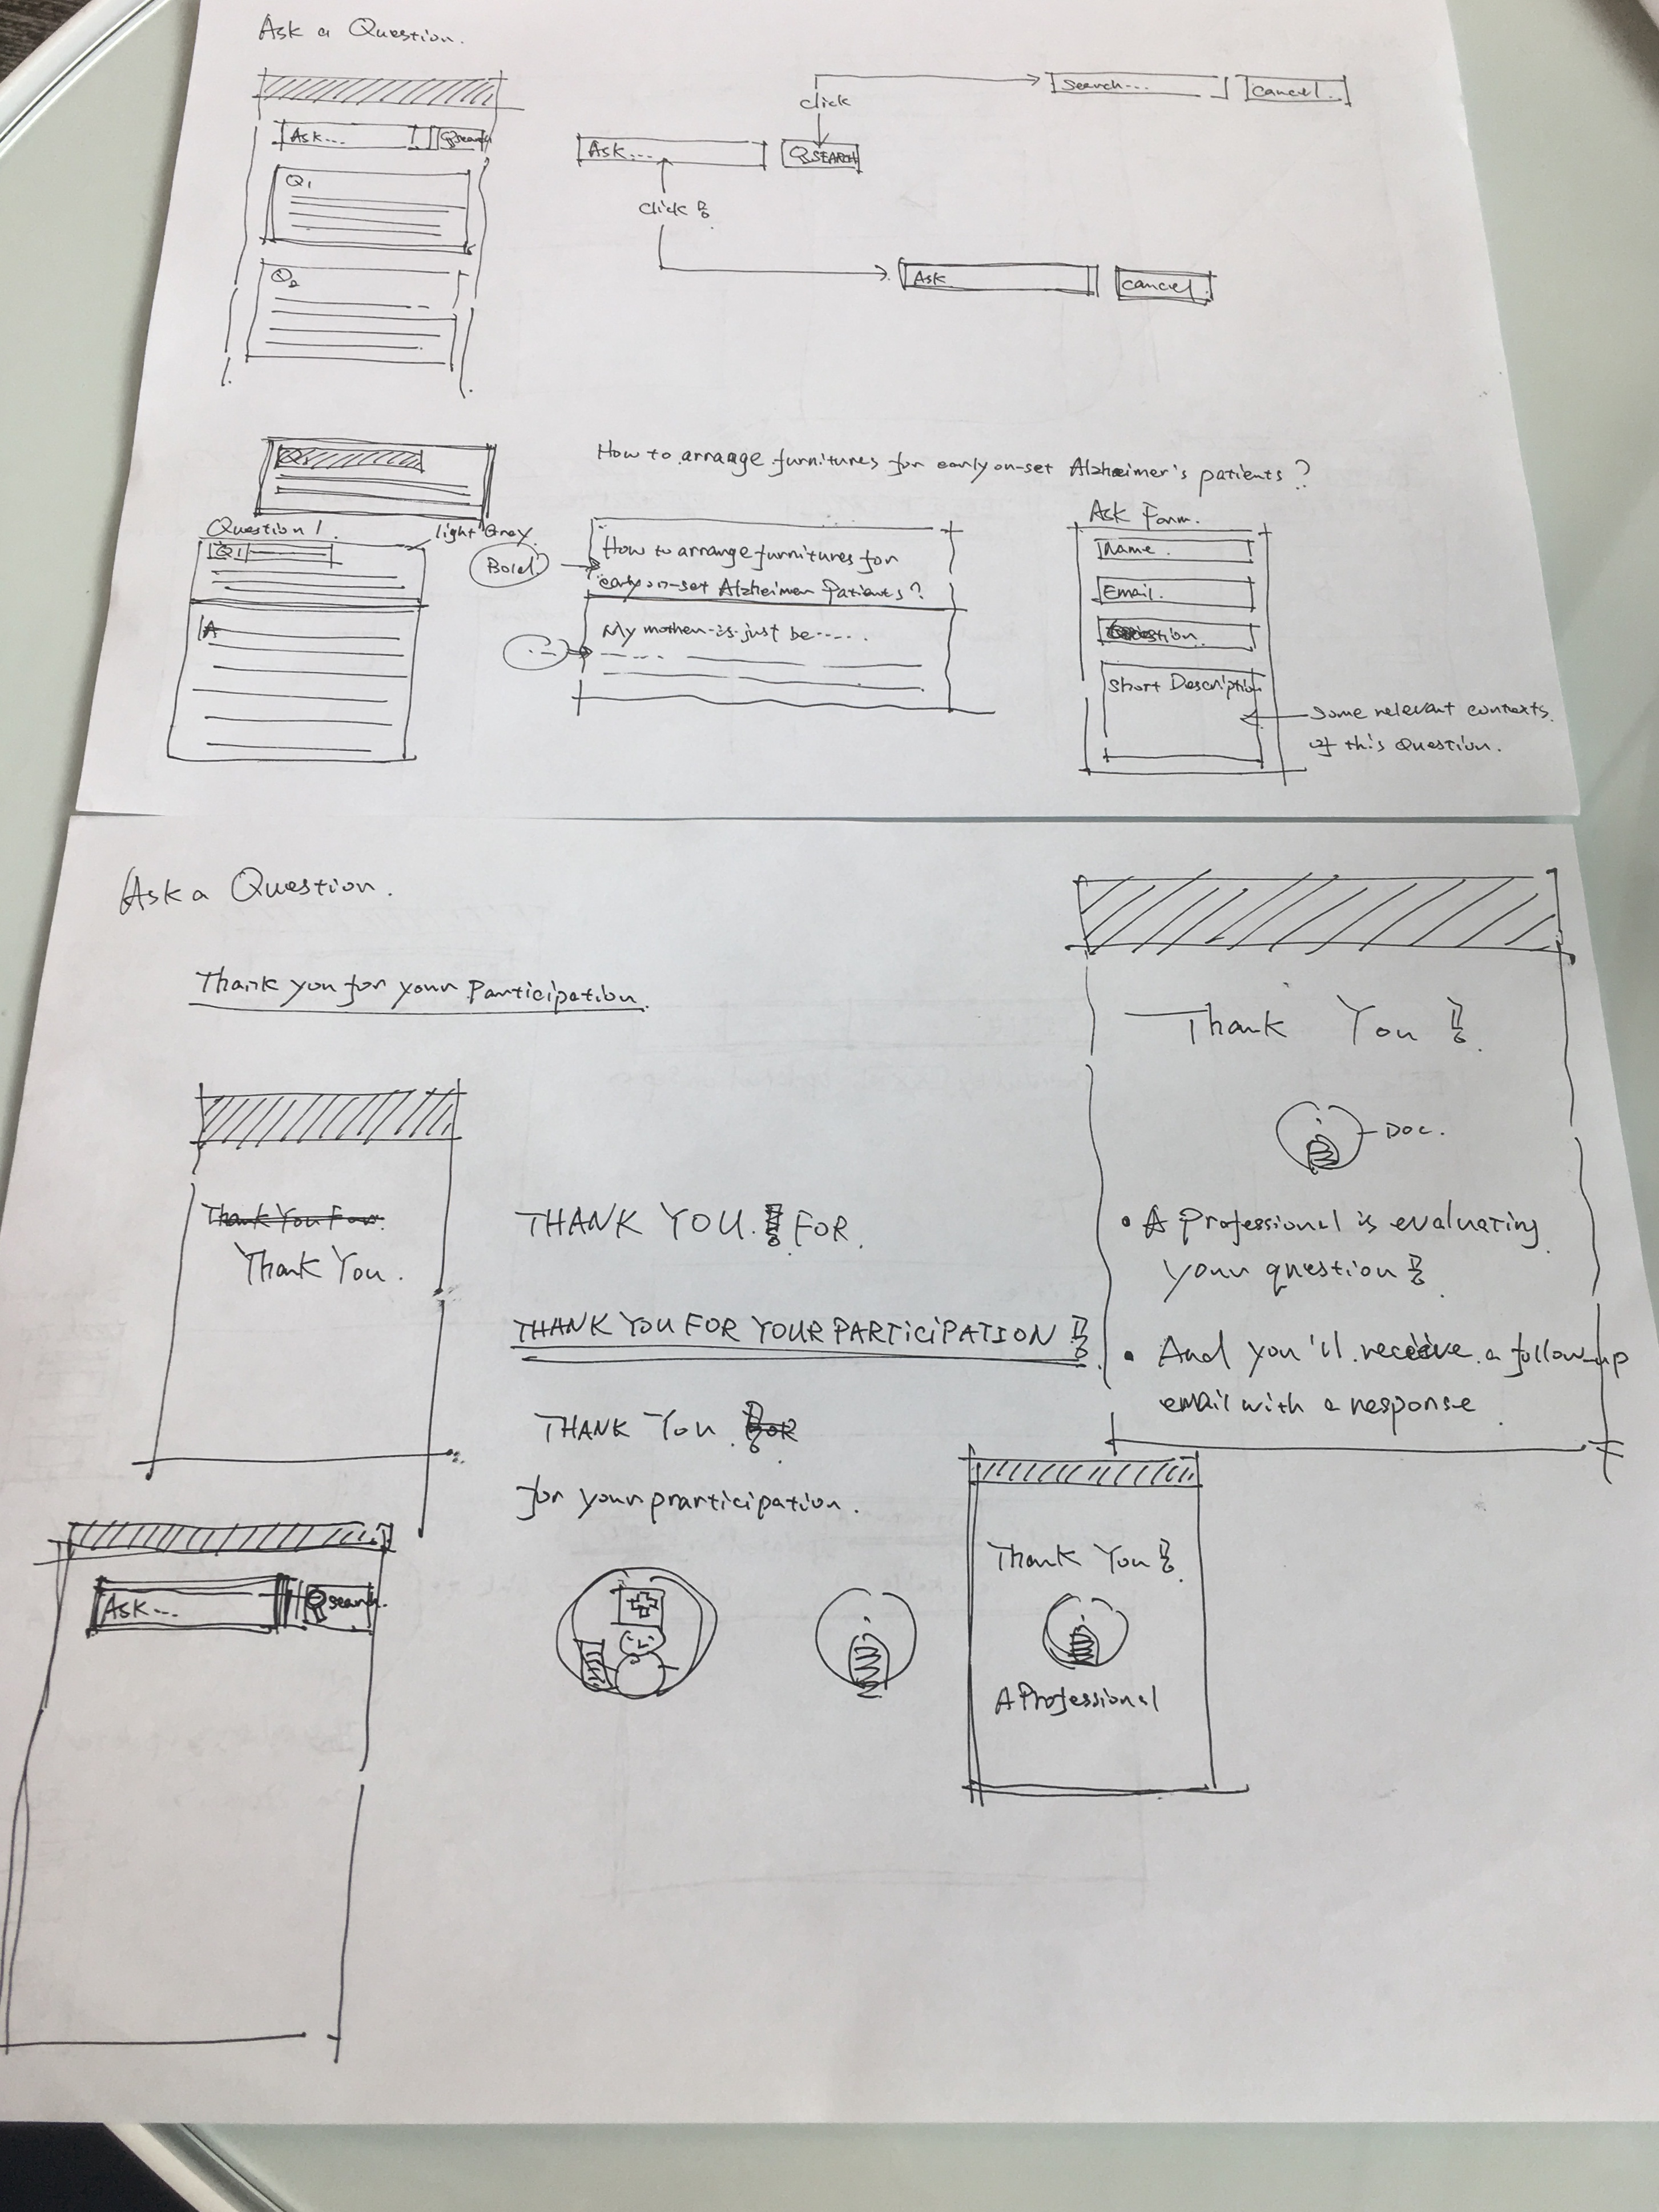 Ask a Question.
Ask... Search
Q1
Q2
click
Search... Cancel.
Ask... SEARCH
click!
Ask Cancel.
How to arrange furnitures for early on-set Alzheimer's patients?
Q
Question 1.
light Grey.
Q1
A
Bold!
How to arrange furnitures for
early on-set Alzheimer Patients?
My mother is just be.....
Ask Form.
Name.
Email.
Question.
Short Description
Some relevant contexts
of this Question.
Ask a Question.
Thank you for your Participation.
Thank You!
DOC.
• A Professional is evaluating
your question!
• And you'll receive a follow-up
email with a response
Thank You For.
Thank You.
THANK YOU! FOR.
THANK YOU FOR YOUR PARTICIPATION!
THANK YOU! FOR
for your prarticipation.
Ask... Search.
Thank You!
A Professional